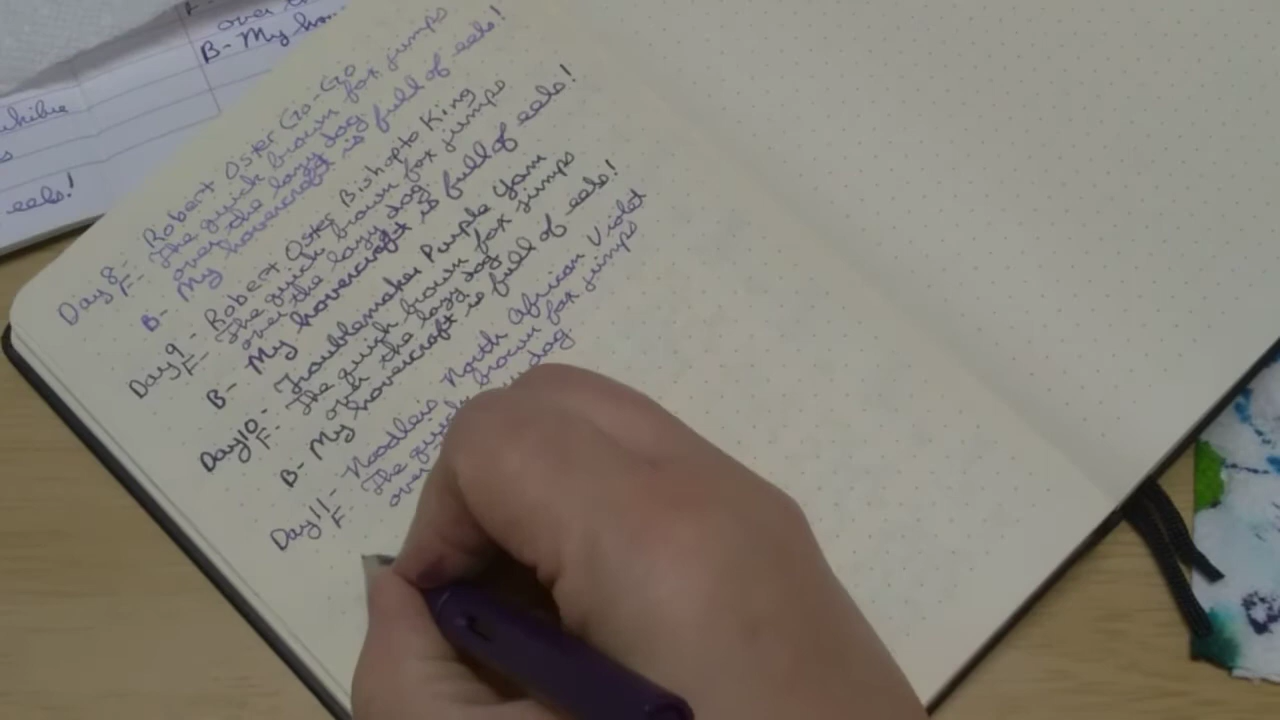 B- My
eels!
Day 8- Robert Oster Go-Go
F- The quick brown fox jumps
over the lazy dog.
B- My hovercraft is full of eels!
Day 9- Robert Oster Bishop to King
F- The quick brown fox jumps
over the lazy dog.
B- My hovercraft is full of eels!
Day 10- Troublemaker Purple Yam
F- The quick brown fox jumps
over the lazy dog
B- My hovercraft is full of eels!
Day 11- Noodlers North African Violet
F- The quick brown fox jumps
over dog.